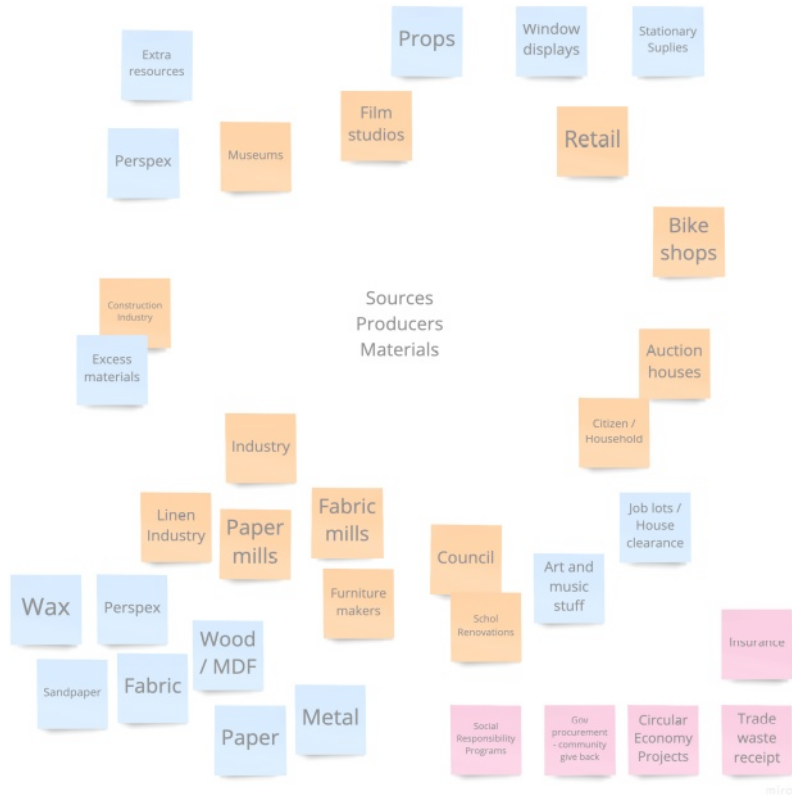 Props
Window
displays
Stationary
Suplies
Extra
resources
Film
studios
Retail
Perspex
Museums
Bike
shops
Construction
Industry
Sources
Producers
Materials
Excess
materials
Auction
houses
Citizen /
Household
Industry
Linen
Industry
Paper
mills
Fabric
mills
Job lots /
House
clearance
Council
Art and
music
stuff
Furniture
makers
Schol
Renovations
Wax
Perspex
Wood
/ MDF
Insurance
Sandpaper
Fabric
Paper
Metal
Social
Responsibility
Programs
Gov
procurement
- community
give back
Circular
Economy
Projects
Trade
waste
receipt
miro